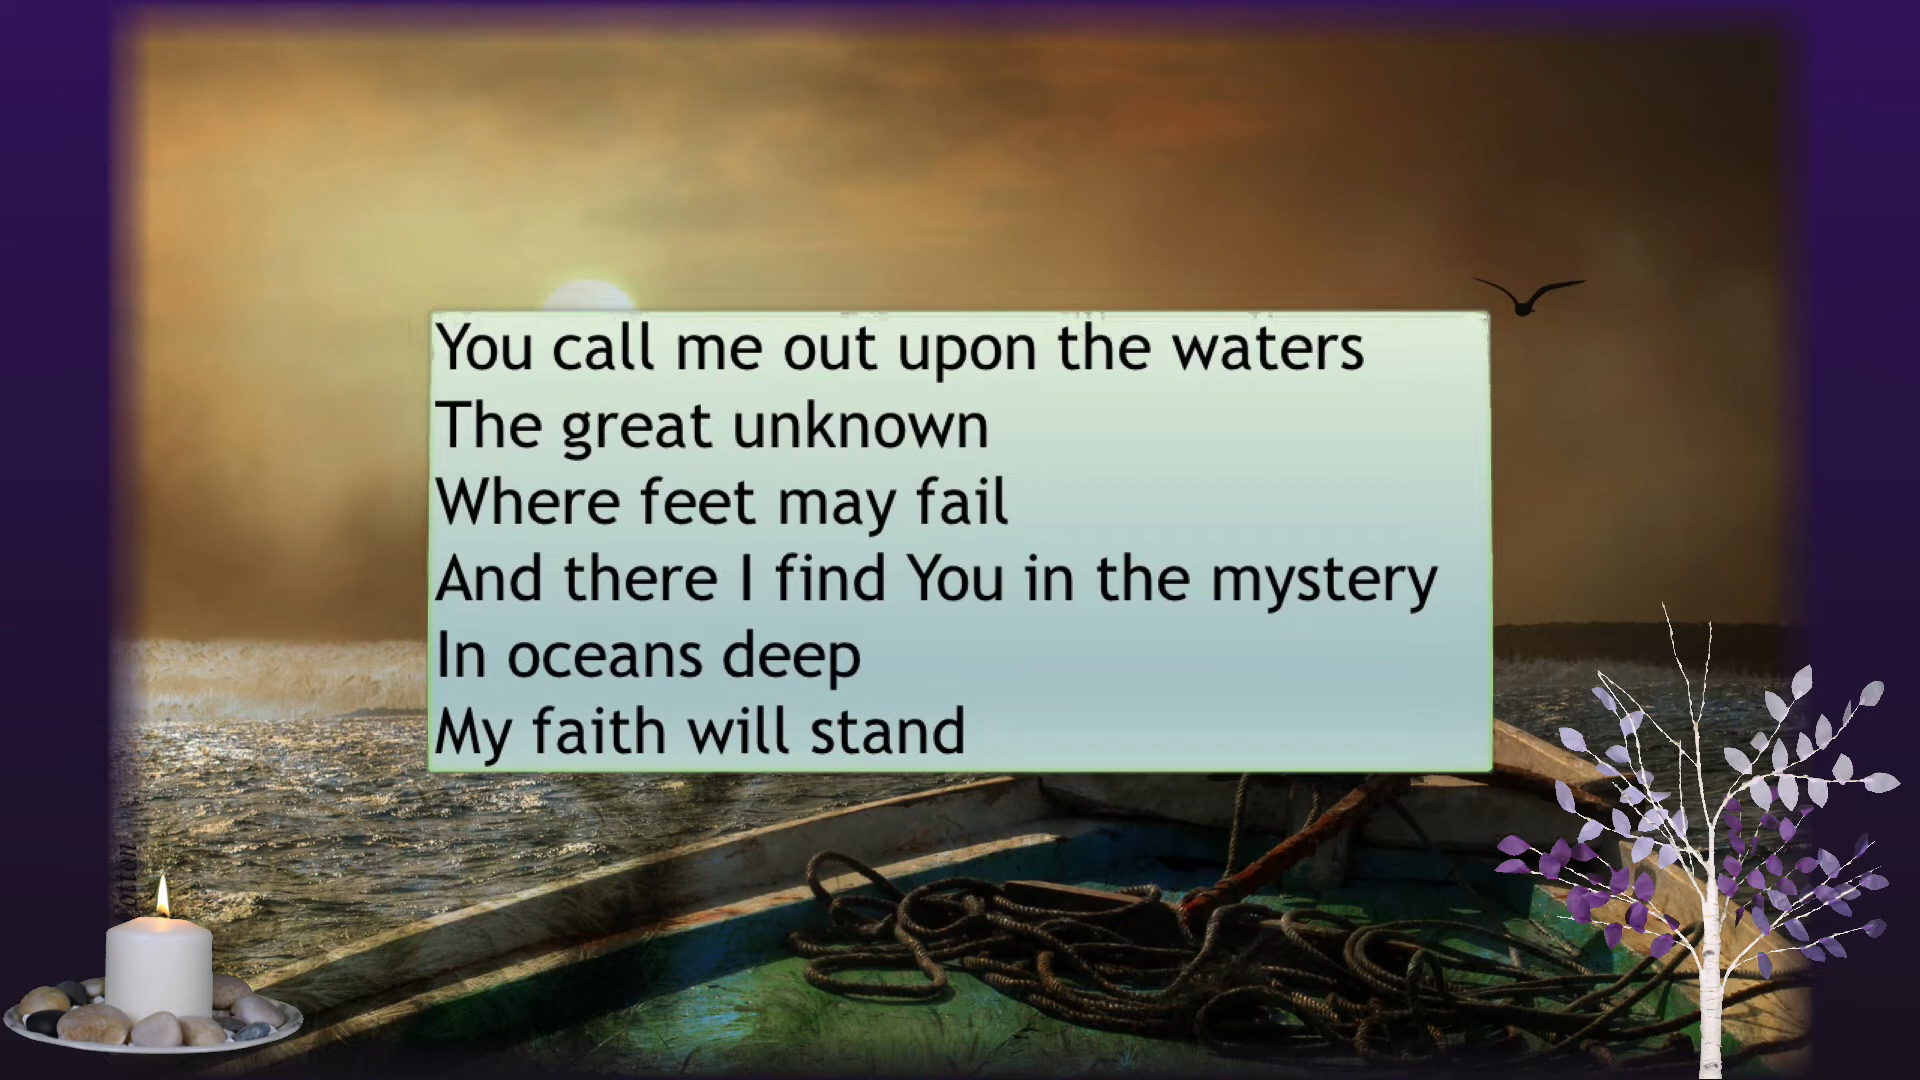 You call me out upon the waters
The great unknown
Where feet may fail
And there I find You in the mystery
In oceans deep
My faith will stand